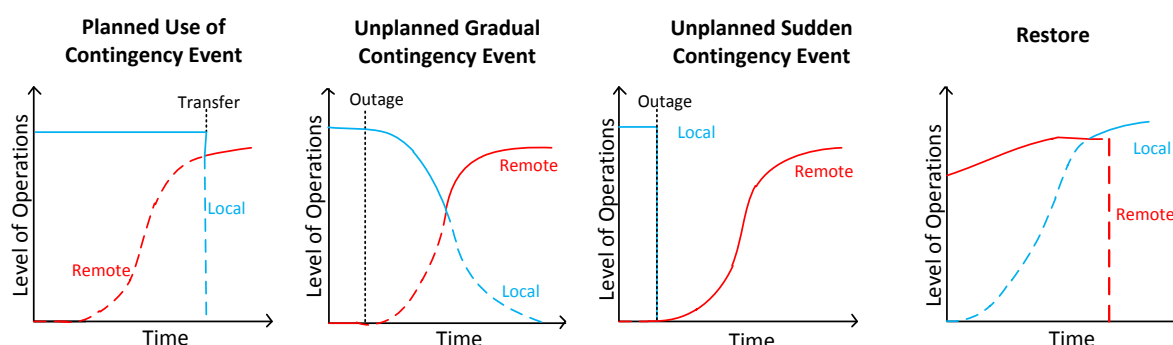 Planned Use of
Contingency Event
Transfer
Level of Operations
Local
Remote
Time
Unplanned Gradual
Contingency Event
Outage
Level of Operations
Remote
Local
Time
Unplanned Sudden
Contingency Event
Outage
Local
Level of Operations
Remote
Time
Restore
Level of Operations
Local
Remote
Time